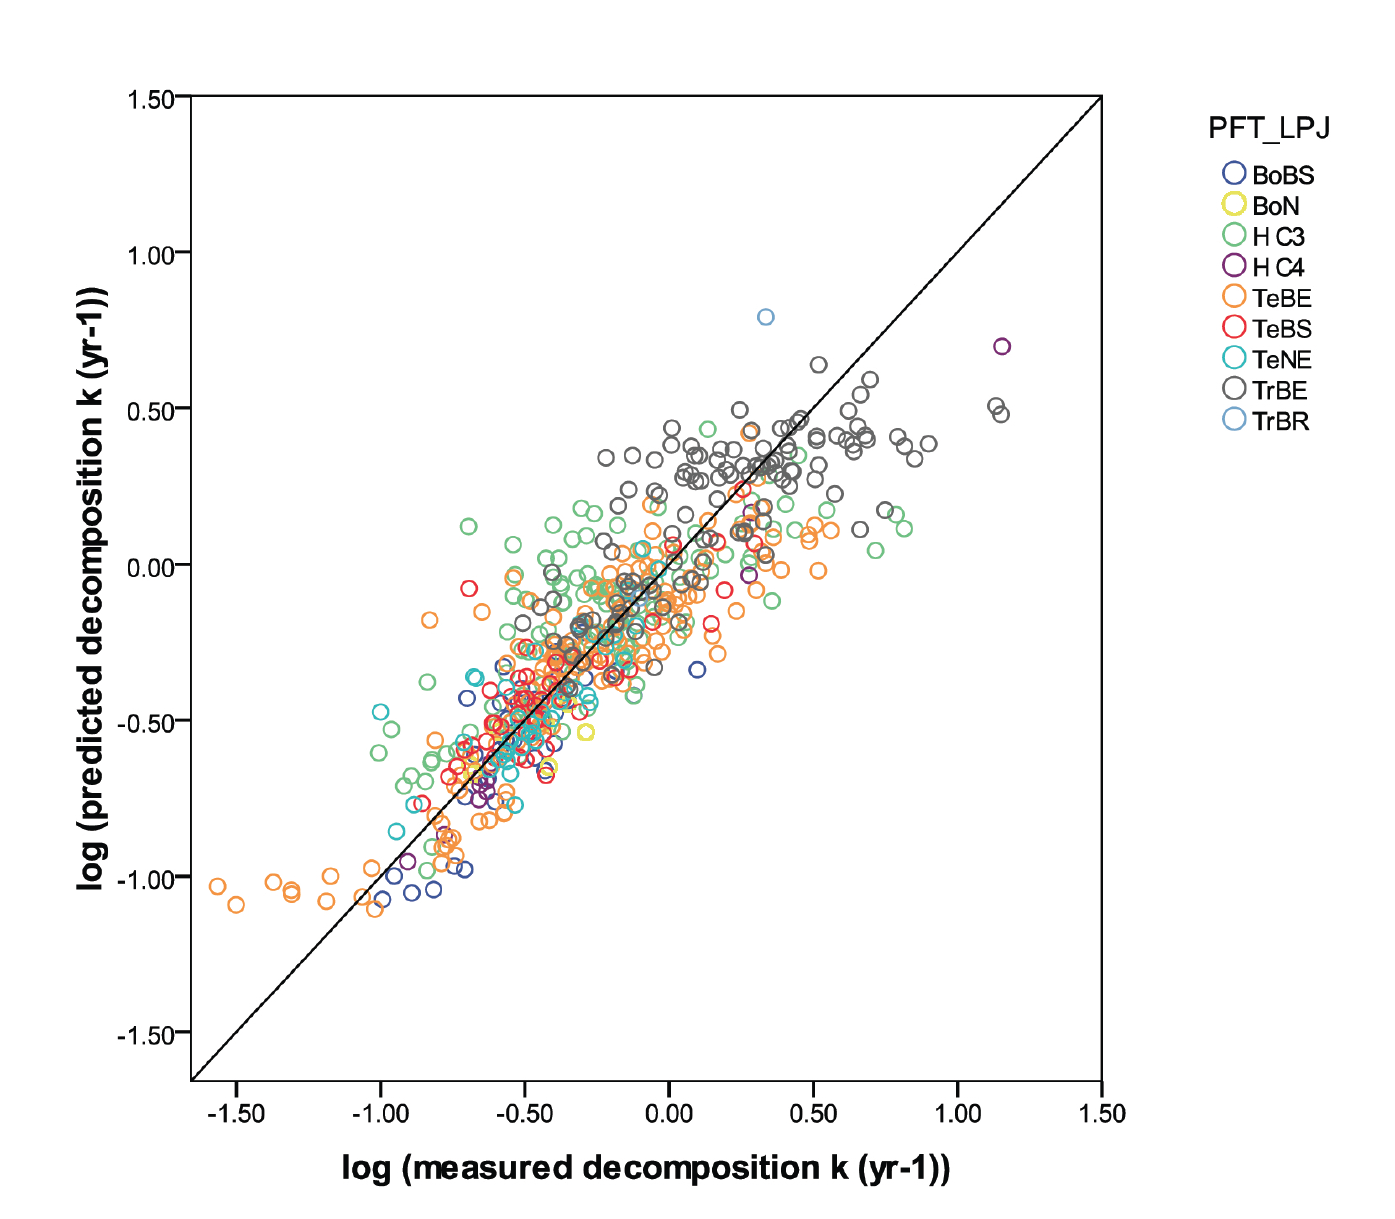 1.50
1.00
0.50
0.00
-0.50
-1.00
-1.50
log (predicted decomposition k (yr-1))
-1.50 -1.00 -0.50 0.00 0.50 1.00 1.50
log (measured decomposition k (yr-1))
PFT_LPJ
BoBS
BoN
H C3
H C4
TeBE
TeBS
TeNE
TrBE
TrBR